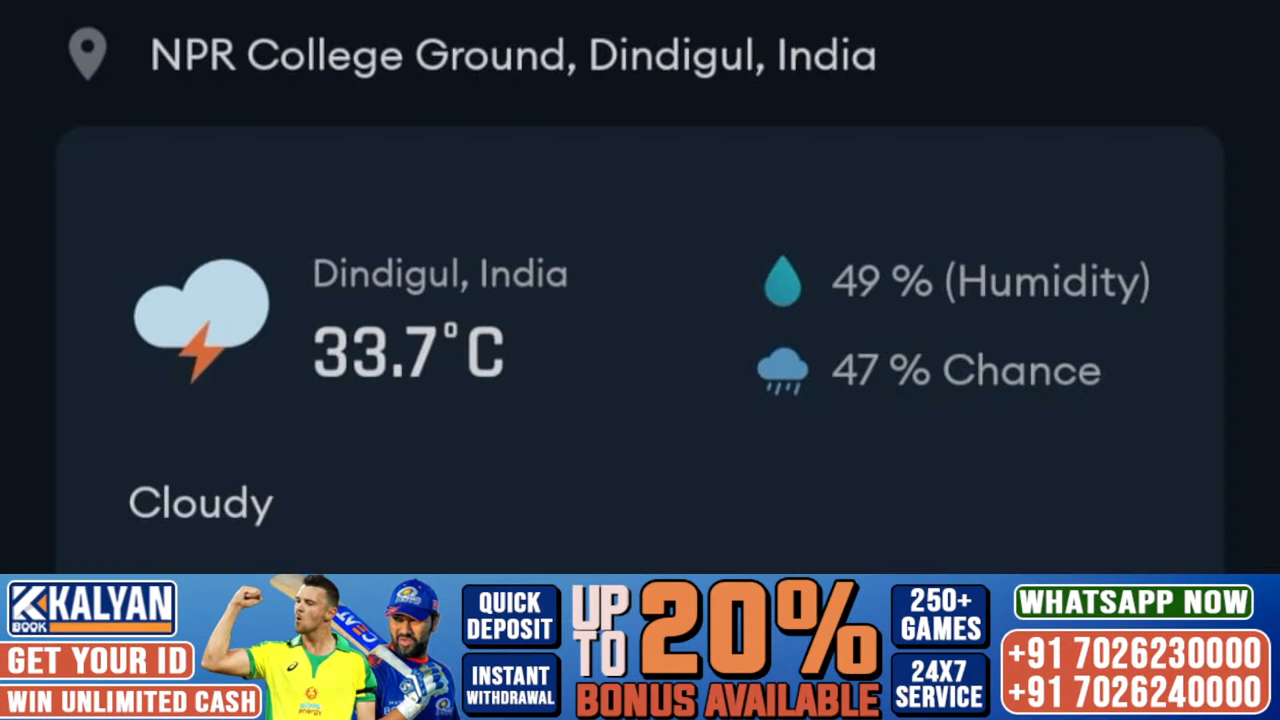 NPR College Ground, Dindigul, India
Dindigul, India
33.7°C
49 % (Humidity)
47 % Chance
Cloudy
KALYAN
BOOK
GET YOUR ID
WIN UNLIMITED CASH
QUICK
DEPOSIT
INSTANT
WITHDRAWAL
UP
TO
20%
BONUS AVAILABLE
250+
GAMES
24X7
SERVICE
WHATSAPP NOW
+91 7026230000
+91 7026240000